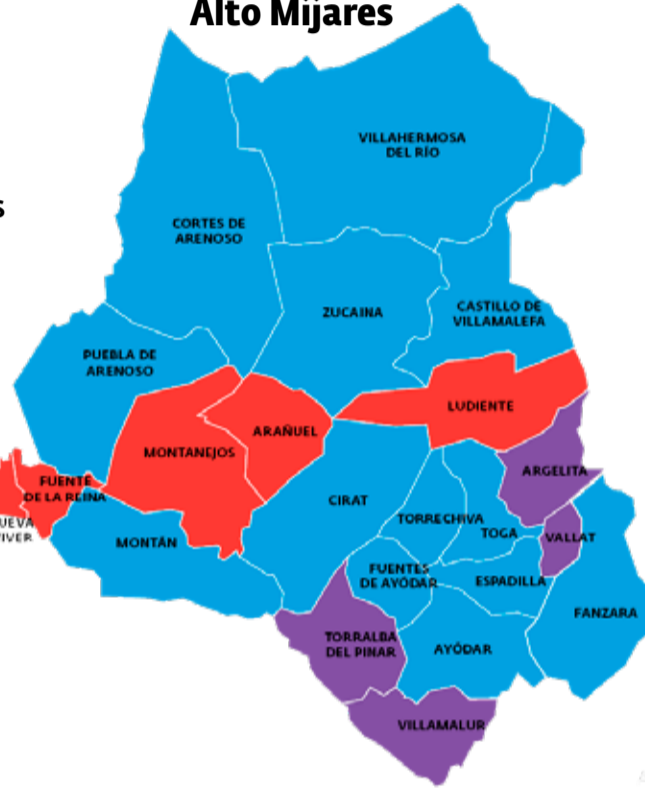 Alto Mijares
S
VILLAHERMOSA
DEL RÍO
CORTES DE
ARENOSO
ZUCAINA
CASTILLO DE
VILLAMALEFA
PUEBLA DE
ARENOSO
LUDIENTE
ARAÑUEL
MONTANEJOS
ARGELITA
FUENTE
DE LA REINA
CIRAT
UEVA
IVER
TORRECHIVA
TOGA
VALLAT
MONTÁN
FUENTES
DE AYÓDAR
ESPADILLA
FANZARA
TORRALBA
DEL PINAR
AYÓDAR
VILLAMALUR